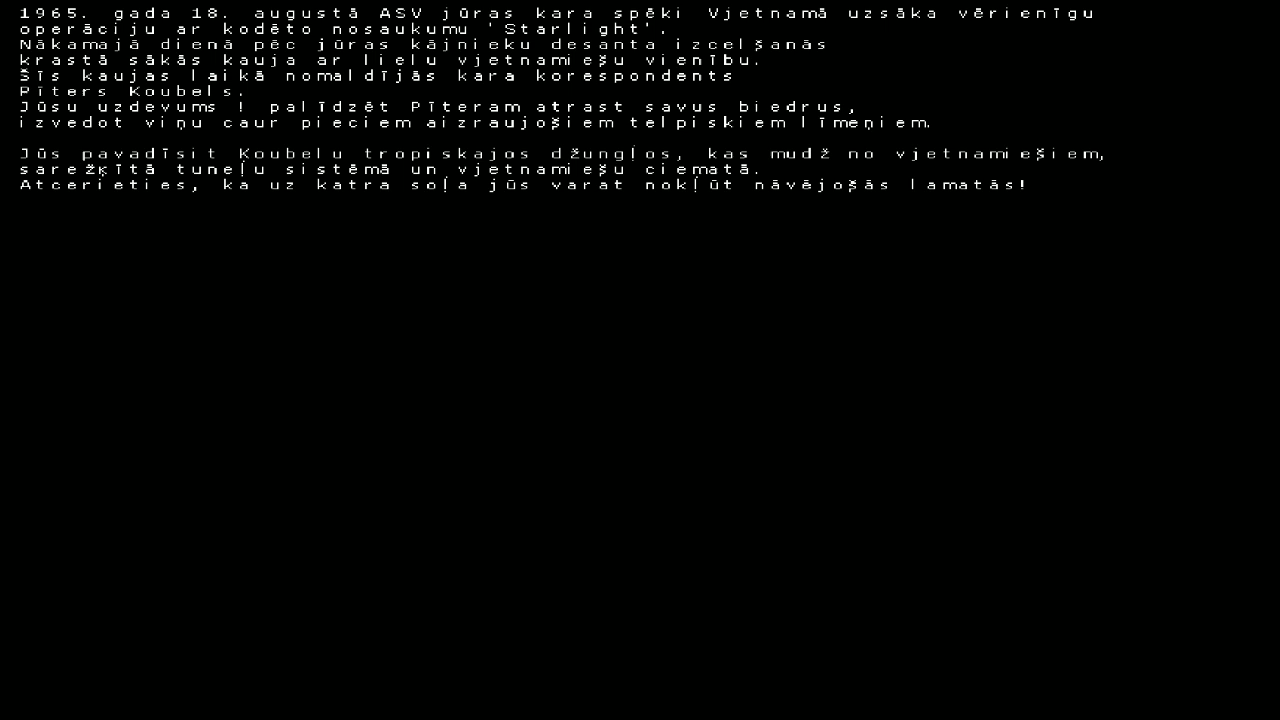 1965. gada 18. augustā ASV jūras kara spēki Vjetnamā uzsāka vērienīgu
operāciju ar kodēto nosaukumu 'Starlight'.
Nākamajā dienā pēc jūras kājnieku desanta izcelšanās
krastā sākās kauja ar lielu vjetnamiešu vienību.
Šīs kaujas laikā nomaldījās kara korespondents
Pīters Koubels.
Jūsu uzdevums ! palīdzēt Pīteram atrast savus biedrus,
izvedot viņu caur pieciem aizraujošiem telpiskiem līmeņiem.
Jūs pavadīsit Koubelu tropiskajos džungļos, kas mudž no vjetnamiešiem,
sarežķītā tuneļu sistēmā un vjetnamiešu ciematā.
Atcerieties, ka uz katra soļa jūs varat nokļūt nāvējošās lamatās!